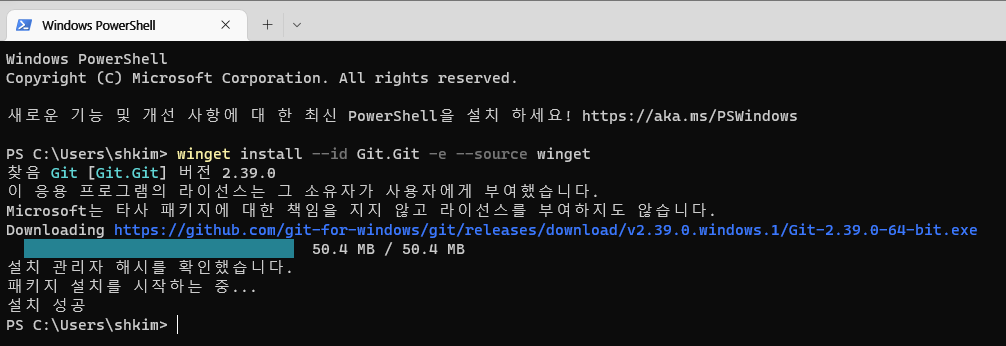 Windows PowerShell
Windows PowerShell
Copyright (C) Microsoft Corporation. All rights reserved.
새로운 기능 및 개선 사항에 대 한 최신 PowerShell을 설치 하세요! https://aka.ms/PSWindows
PS C:\Users\shkim> winget install --id Git.Git -e --source winget
찾음 Git [Git.Git] 버전 2.39.0
이 응용 프로그램의 라이선스는 그 소유자가 사용자에게 부여했습니다.
Microsoft는 타사 패키지에 대한 책임을 지지 않고 라이선스를 부여하지도 않습니다.
Downloading https://github.com/git-for-windows/git/releases/download/v2.39.0.windows.1/Git-2.39.0-64-bit.exe
50.4 MB / 50.4 MB
설치 관리자 해시를 확인했습니다.
패키지 설치를 시작하는 중...
설치 성공
PS C:\Users\shkim>